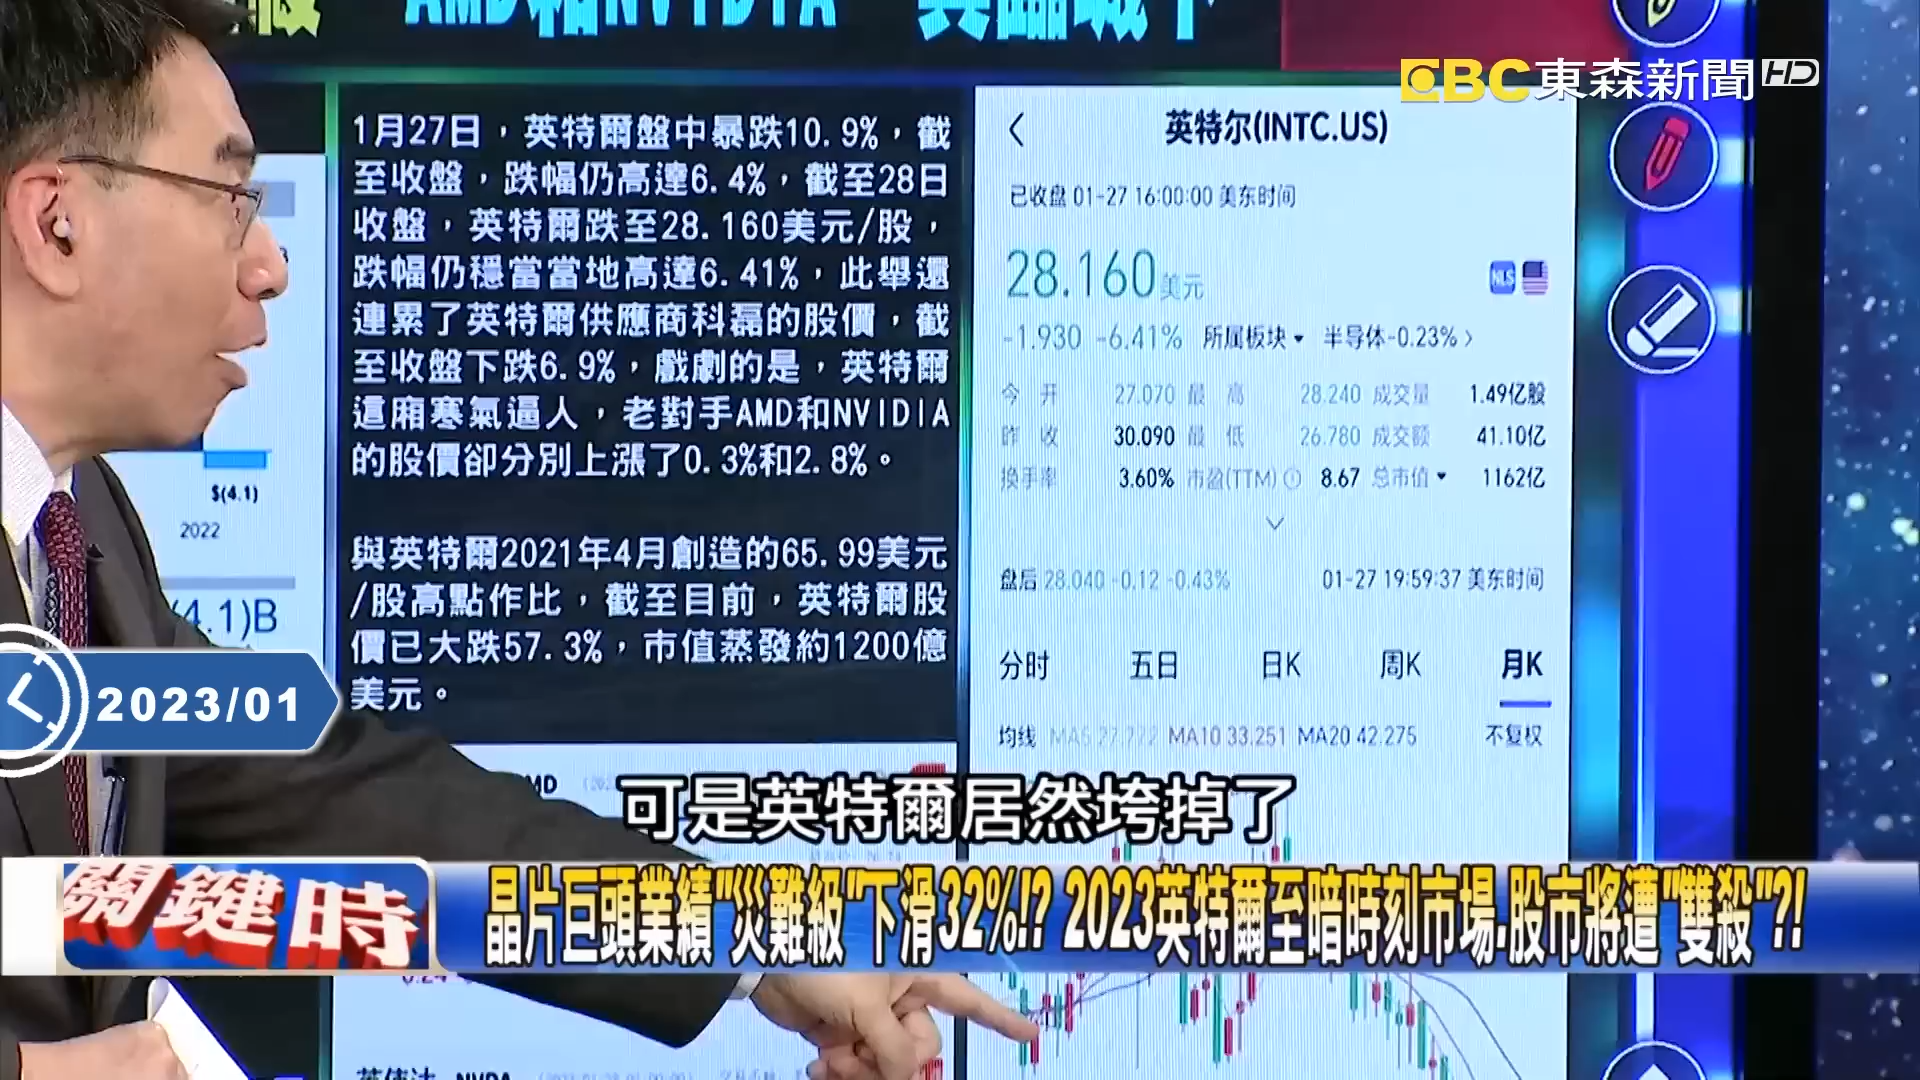 AMD和NVIDIA
EBC東森新聞HD
1月27日，英特爾盤中暴跌10.9%，截
至收盤，跌幅仍高達6.4%，截至28日
收盤，英特爾跌至28.160美元/股，
跌幅仍穩當當地高達6.41%，此舉還
連累了英特爾供應商科磊的股價，截
至收盤下跌6.9%，戲劇的是，英特爾
這廂寒氣逼人，老對手AMD和NVIDIA
的股價卻分別上漲了0.3%和2.8%。
與英特爾2021年4月創造的65.99美元
/股高點作比，截至目前，英特爾股
價已大跌57.3%，市值蒸發約1200億
美元。
英特尔(INTC.US)
已收盘 01-27 16:00:00 美东时间
28.160美元
NLS
-1.930 -6.41% 所属板块 半导体-0.23%
今开 27.070 最高 28.240 成交量 1.49亿股
昨收 30.090 最低 26.780 成交额 41.10亿
换手率 3.60% 市盈(TTM) 8.67 总市值 1162亿
盘后 28.040 -0.12 -0.43% 01-27 19:59:37 美东时间
分时 五日 日K 周K 月K
均线 MA5 27.772 MA10 33.251 MA20 42.275 不复权
$(4.1)
2022
(4.1)B
2023/01
可是英特爾居然垮掉了
關鍵時
晶片巨頭業績"災難級"下滑32%!? 2023英特爾至暗時刻市場.股市將遭"雙殺"?!
NVDA